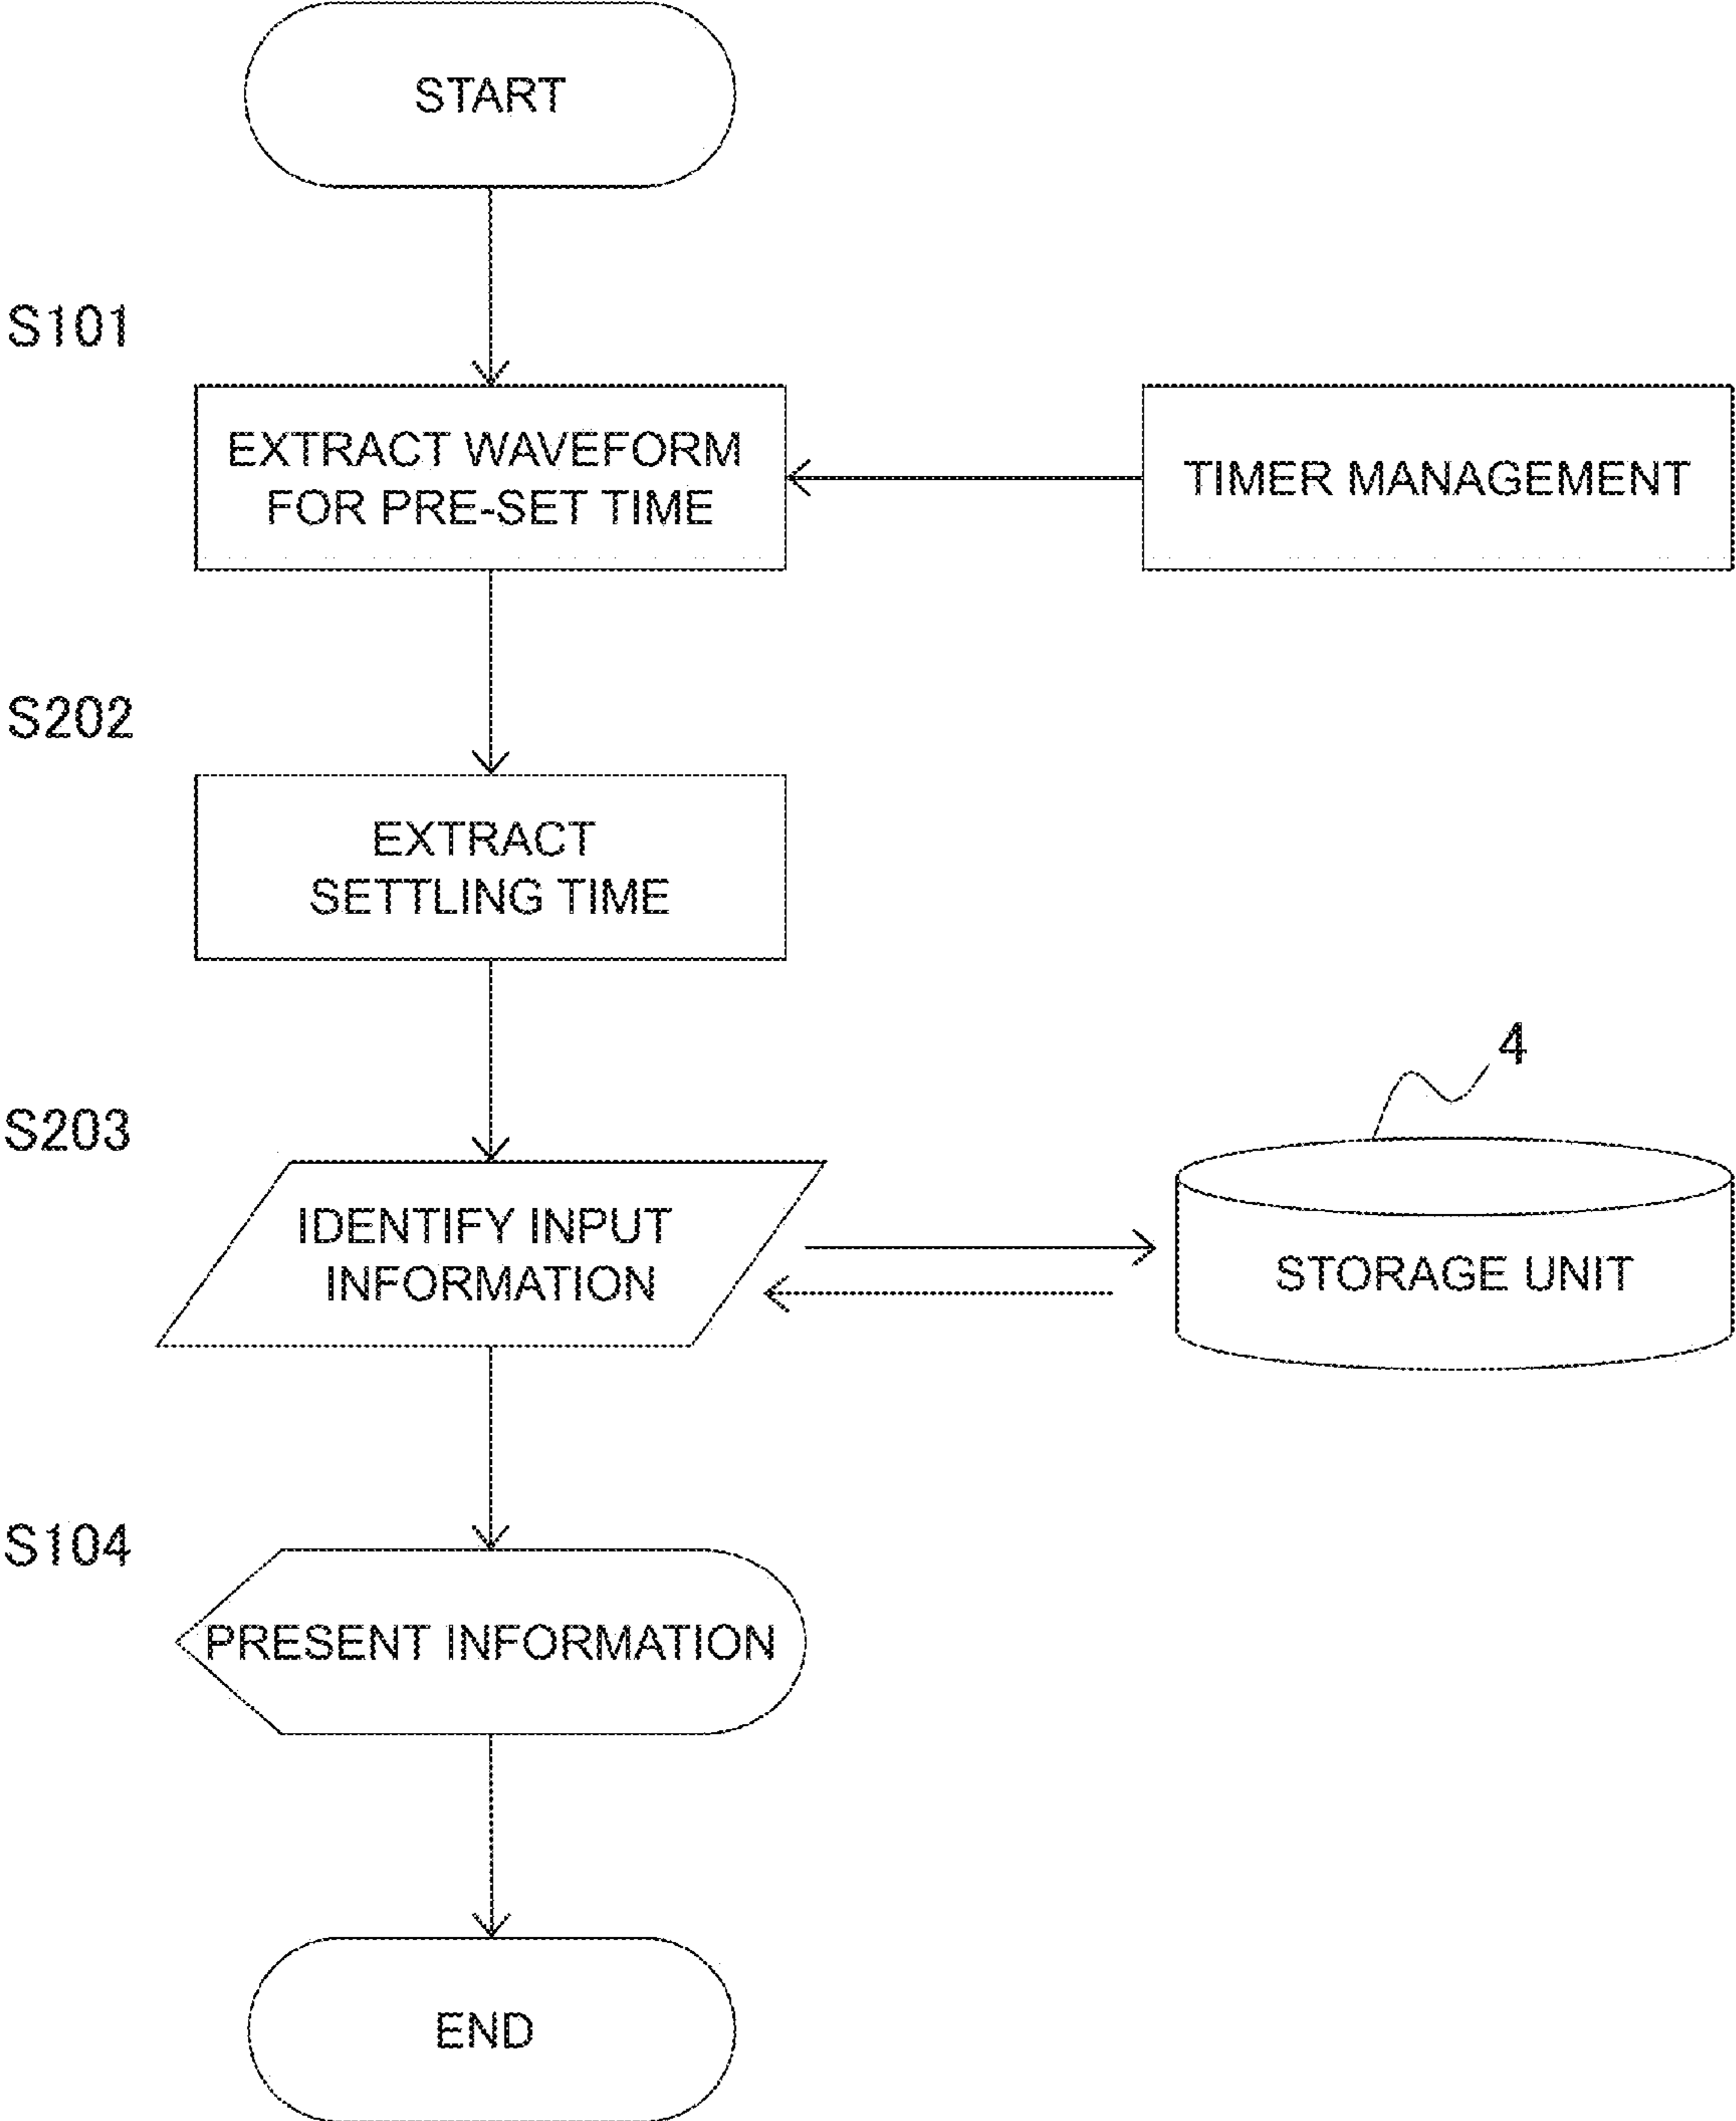 START
S101
EXTRACT WAVEFORM
FOR PRE-SET TIME
TIMER MANAGEMENT
S202
EXTRACT
SETTLING TIME
S203
IDENTIFY INPUT
INFORMATION
4
STORAGE UNIT
S104
PRESENT INFORMATION
END